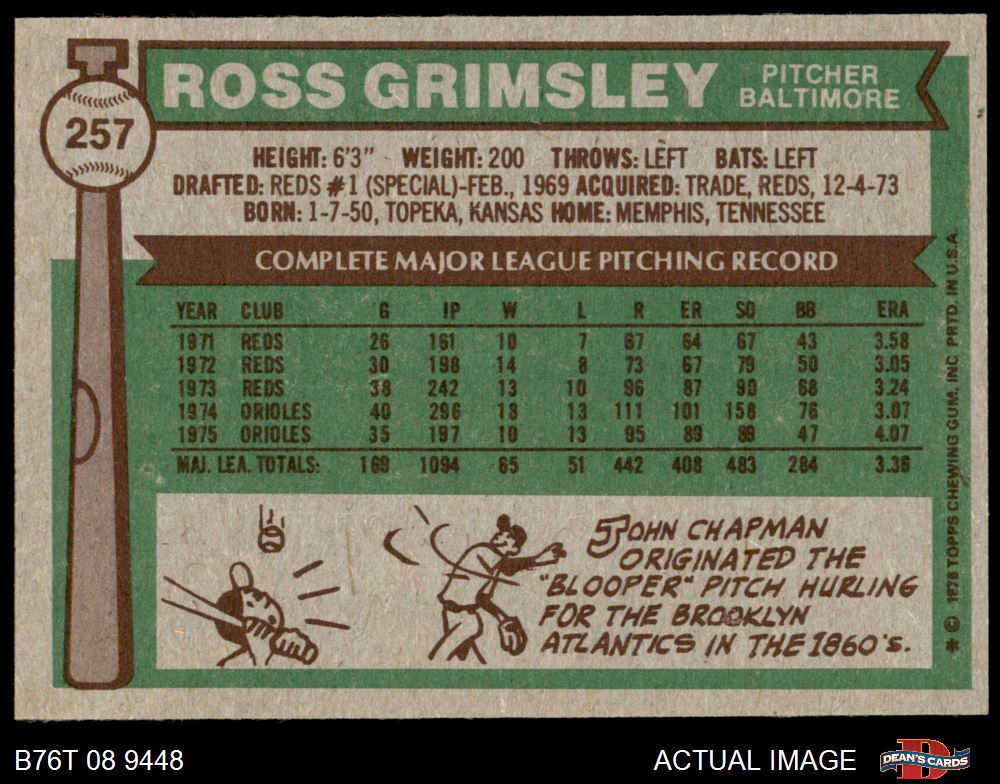 257
ROSS GRIMSLEY
PITCHER
BALTIMORE
HEIGHT: 6'3" WEIGHT: 200 THROWS: LEFT BATS: LEFT
DRAFTED: REDS #1 (SPECIAL)-FEB., 1969 ACQUIRED: TRADE, REDS, 12-4-73
BORN: 1-7-50, TOPEKA, KANSAS HOME: MEMPHIS, TENNESSEE
COMPLETE MAJOR LEAGUE PITCHING RECORD
YEAR CLUB G IP W L R ER SO BB ERA
1971 REDS 26 161 10 7 67 64 67 43 3.58
1972 REDS 30 198 14 8 73 67 79 50 3.05
1973 REDS 38 242 13 10 96 87 90 68 3.24
1974 ORIOLES 40 296 18 13 111 101 158 76 3.07
1975 ORIOLES 35 197 10 13 95 89 89 47 4.07
MAJ. LEA. TOTALS: 169 1094 65 51 442 408 483 284 3.36
JOHN CHAPMAN
ORIGINATED THE
"BLOOPER" PITCH HURLING
FOR THE BROOKLYN
ATLANTICS IN THE 1860's.
* © 1976 TOPPS CHEWING GUM, INC. PRTD. IN U.S.A.
B76T 08 9448
ACTUAL IMAGE
D
DEAN'S CARDS